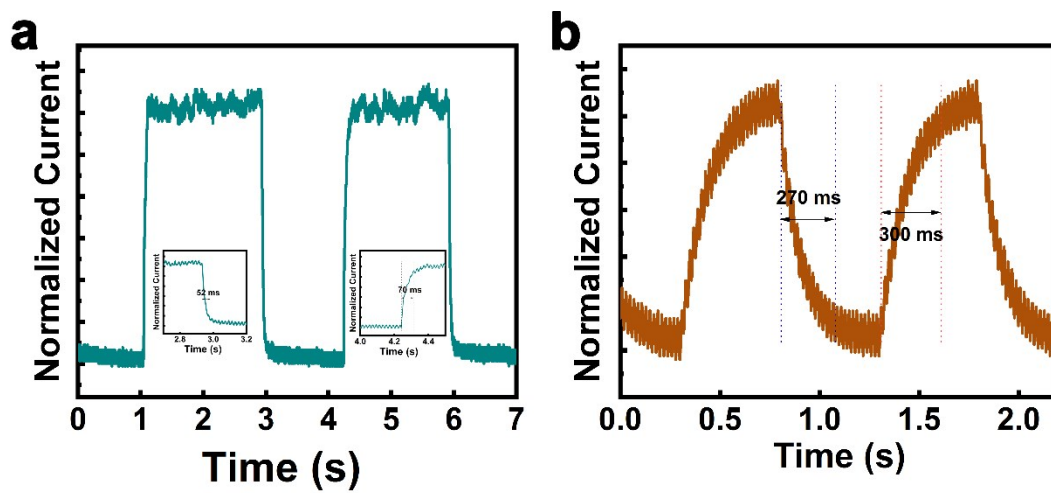 a
Normalized Current
Normalized Current
52 ms
2.8 3.0 3.2
Time (s)
Normalized Current
70 ms
4.0 4.2 4.4
Time (s)
0 1 2 3 4 5 6 7
Time (s)
b
Normalized Current
270 ms
300 ms
0.0 0.5 1.0 1.5 2.0
Time (s)